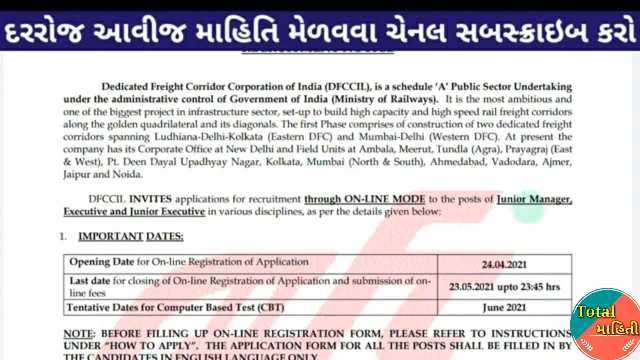 દરરોજ આવીજ માહિતિ મેળવવા ચેનલ સબસ્ક્રાઇબ કરો
Dedicated Freight Corridor Corporation of India (DFCCIL), is a schedule 'A' Public Sector Undertaking
under the administrative control of Government of India (Ministry of Railways). It is the most ambitious and
one of the biggest project in infrastructure sector, set-up to build high capacity and high speed rail freight corridors
along the golden quadrilateral and its diagonals. The first Phase comprises of construction of two dedicated freight
corridors spanning Ludhiana-Delhi-Kolkata (Eastern DFC) and Mumbai-Delhi (Western DFC). At present the
company has its Corporate Office at New Delhi and Field Units at Ambala, Meerut, Tundla (Agra), Prayagraj (East
& West), Pt. Deen Dayal Upadhyay Nagar, Kolkata, Mumbai (North & South), Ahmedabad, Vadodara, Ajmer,
Jaipur and Noida.
DFCCIL INVITES applications for recruitment through ON-LINE MODE to the posts of Junior Manager,
Executive and Junior Executive in various disciplines, as per the details given below:
1. IMPORTANT DATES:
Opening Date for On-line Registration of Application 24.04.2021
Last date for closing of On-line Registration of Application and submission of on-
line fees 23.05.2021 upto 23:45 hrs
Tentative Dates for Computer Based Test (CBT) June 2021
NOTE: BEFORE FILLING UP ON-LINE REGISTRATION FORM, PLEASE REFER TO INSTRUCTIONS
UNDER "HOW TO APPLY". THE APPLICATION FORM FOR ALL THE POSTS SHALL BE FILLED IN BY
THE CANDIDATES IN ENGLISH LANGUAGE ONLY.
Total
માહિતી